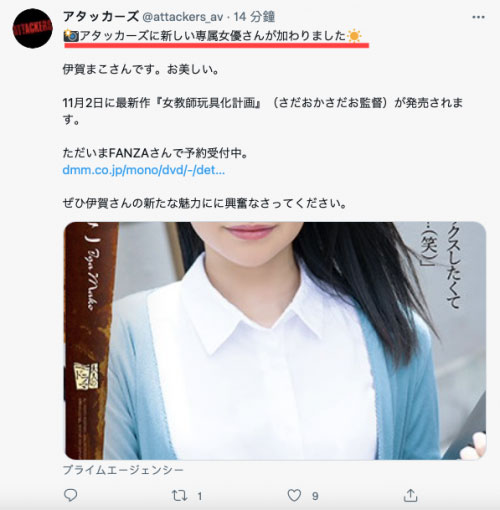 アタッカーズ @attackers_av・14 分鐘
📸アタッカーズに新しい専属女優さんが加わりました☀️
伊賀まこさんです。お美しい。
11月2日に最新作『女教師玩具化計画』（さだおかさだお監督）が発売されま
す。
ただいまFANZAさんで予約受付中。
dmm.co.jp/mono/dvd/-/det...
ぜひ伊賀さんの新たな魅力にに興奮なさってください。
クスしたくて
…(笑)」
Mako
プライムエージェンシー
1
9